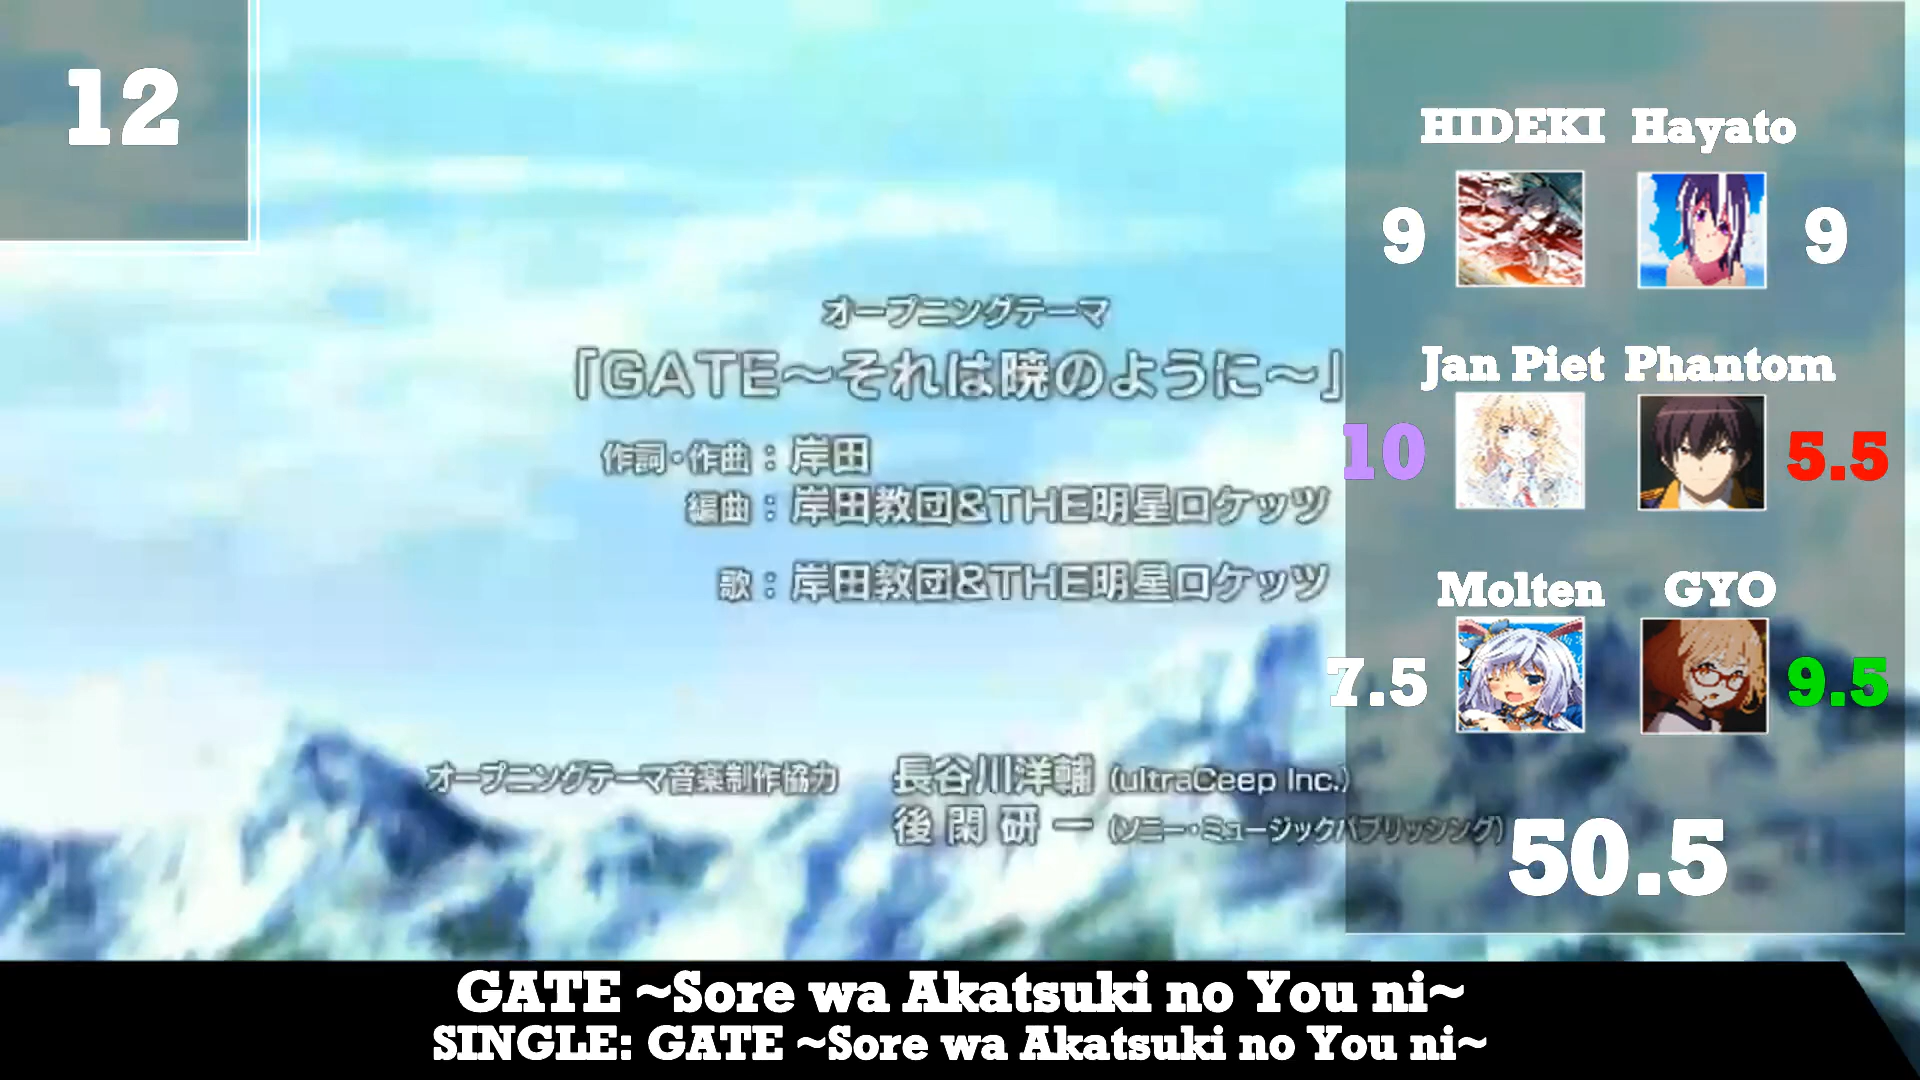 12
オープニングテーマ
「GATE～それは暁のように～」
作詞・作曲：岸田
編曲：岸田教団&THE明星ロケッツ
歌：岸田教団&THE明星ロケッツ
オープニングテーマ音楽制作協力 長谷川洋輔 (ultraCeep Inc.)
後閑研一 (ソニー・ミュージックパブリッシング)
HIDEKI Hayato
9 9
Jan Piet Phantom
10 5.5
Molten GYO
7.5 9.5
50.5
GATE ~Sore wa Akatsuki no You ni~
SINGLE: GATE ~Sore wa Akatsuki no You ni~